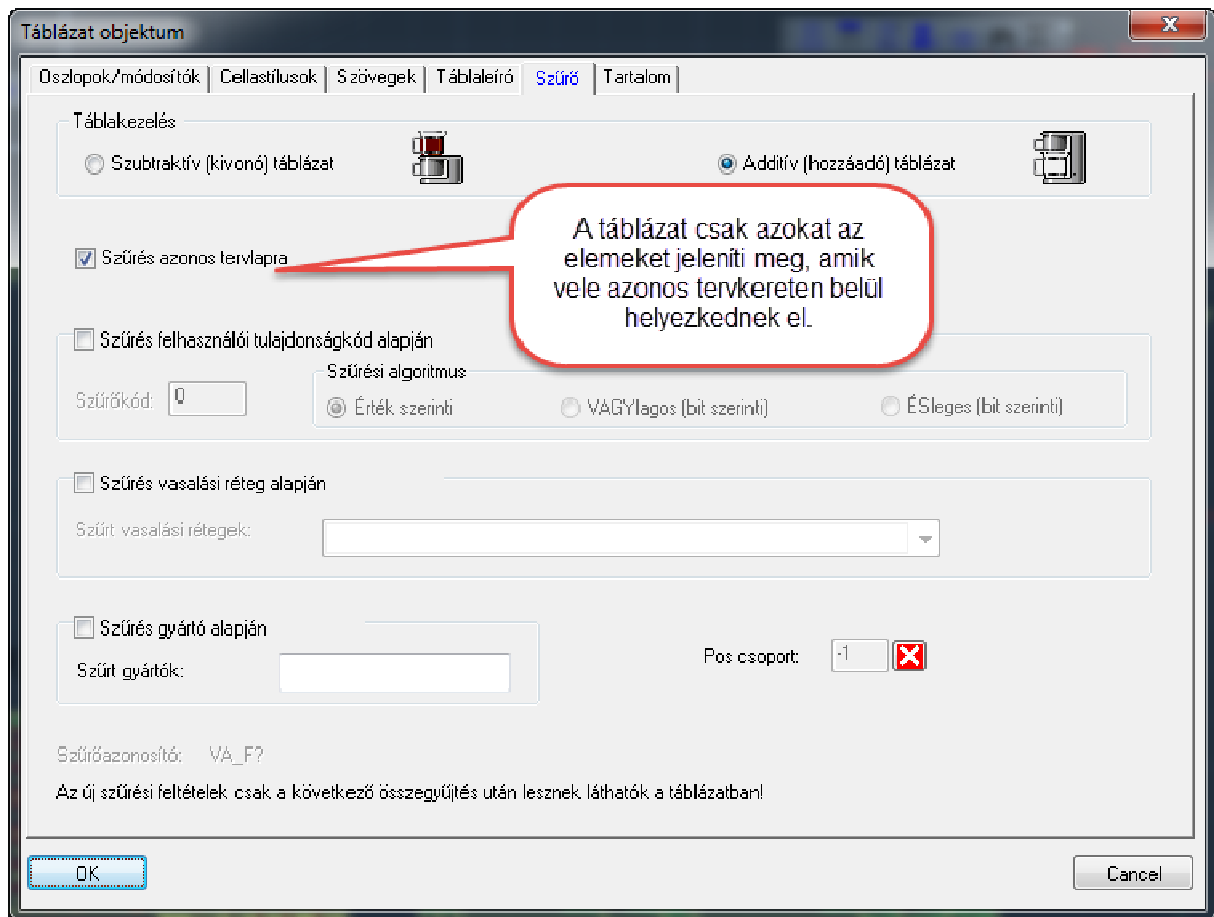 Táblázat objektum
Oszlopok/módosítók Cellastílusok Szövegek Táblaleíró Szűrő Tartalom
Táblakezelés
Szubtraktív (kivonó) táblázat Additív (hozzáadó) táblázat
Szűrés azonos tervlapra
A táblázat csak azokat az
elemeket jeleníti meg, amik
vele azonos tervkereten belül
helyezkednek el.
Szűrés felhasználói tulajdonságkód alapján
Szűrési algoritmus
Szűrőkód: 0 Érték szerinti VAGYlagos (bit szerinti) ÉSleges (bit szerinti)
Szűrés vasalási réteg alapján
Szűrt vasalási rétegek:
Szűrés gyártó alapján
Szűrt gyártók: Pos csoport: -1
Szűrőazonosító: VA_F?
Az új szűrési feltételek csak a következő összegyűjtés után lesznek láthatók a táblázatban!
OK Cancel